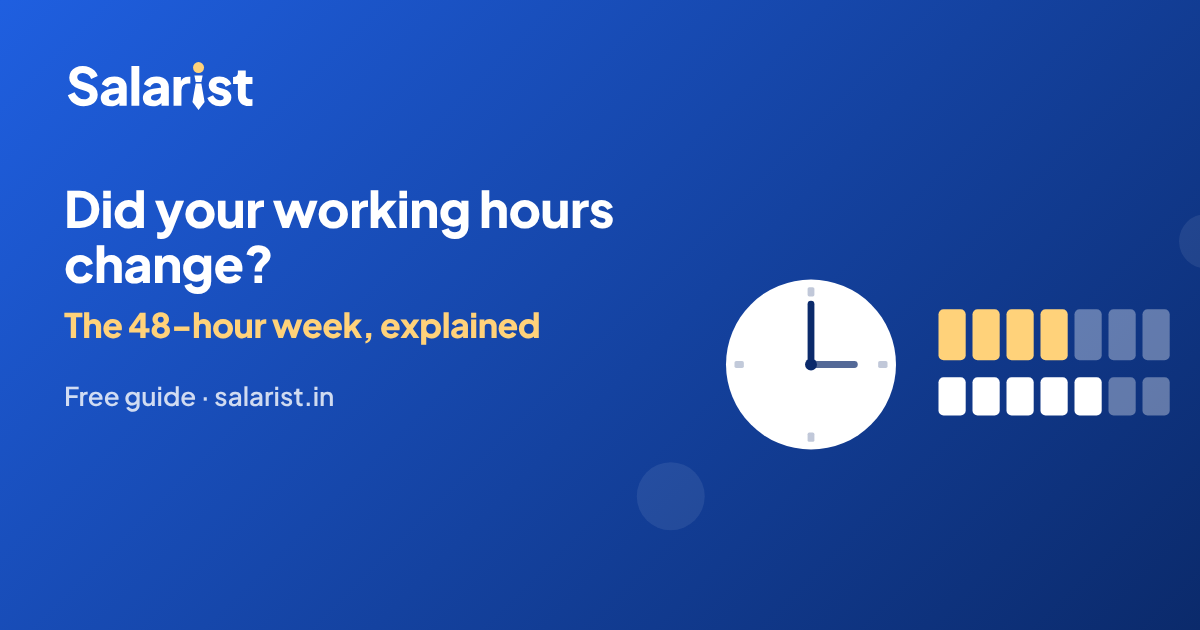 Salarist
Did your working hours
change?
The 48-hour week, explained
Free guide · salarist.in